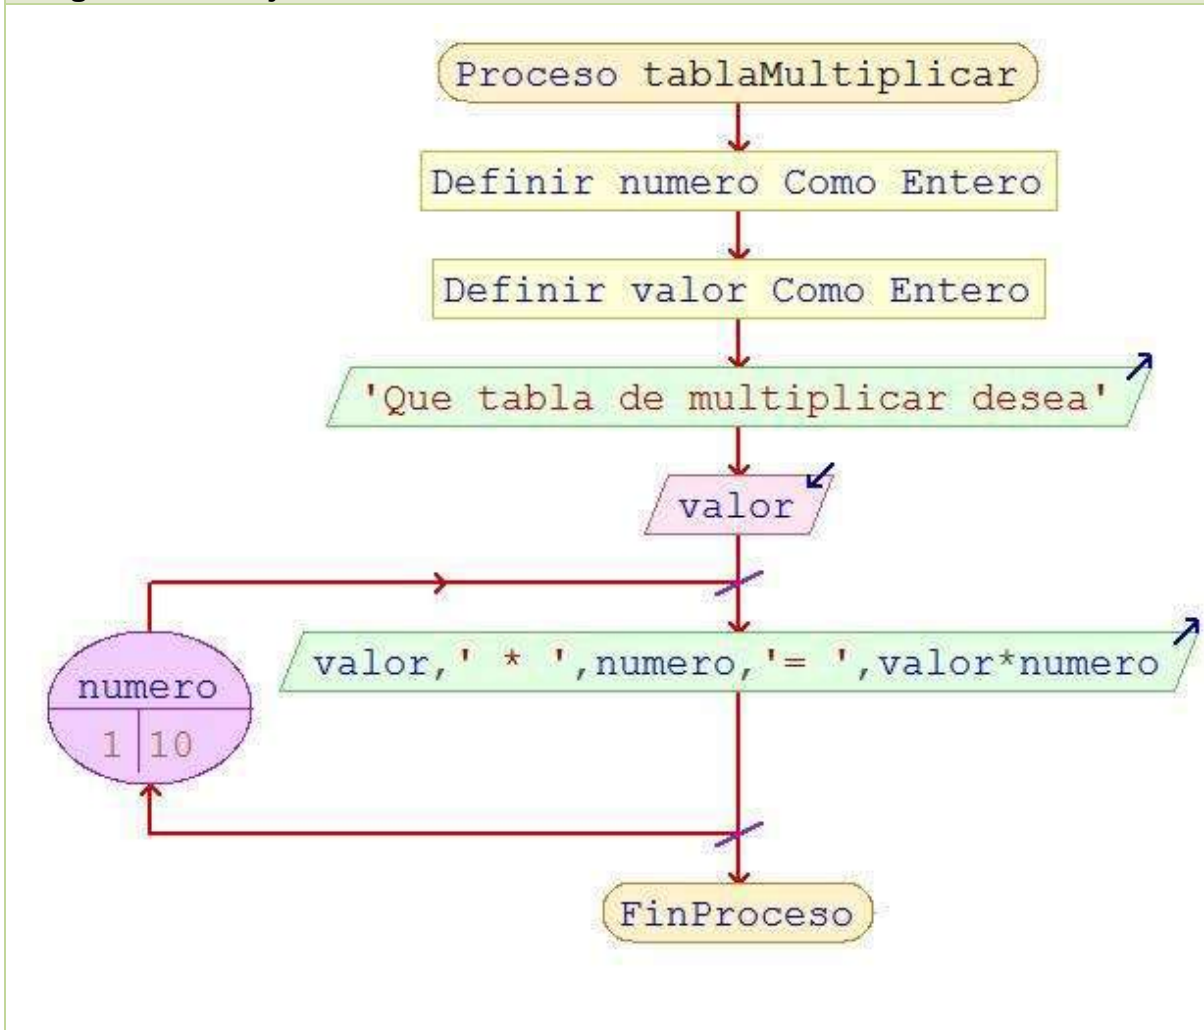 Proceso tablaMultiplicar
Definir numero Como Entero
Definir valor Como Entero
'Que tabla de multiplicar desea'
valor
valor,' * ',numero,'= ',valor*numero
numero
1 10
FinProceso